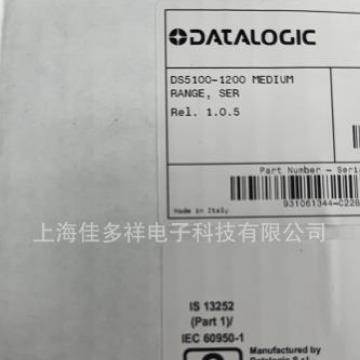 DATALOGIC
DS5100-1200 MEDIUM
RANGE, SER
Rel. 1.0.5
Part Number - Seria
Made in Italy
上海佳多祥电子科技有限公司
IS 13252
(Part 1)/
IEC 60950-1
Manufactured by